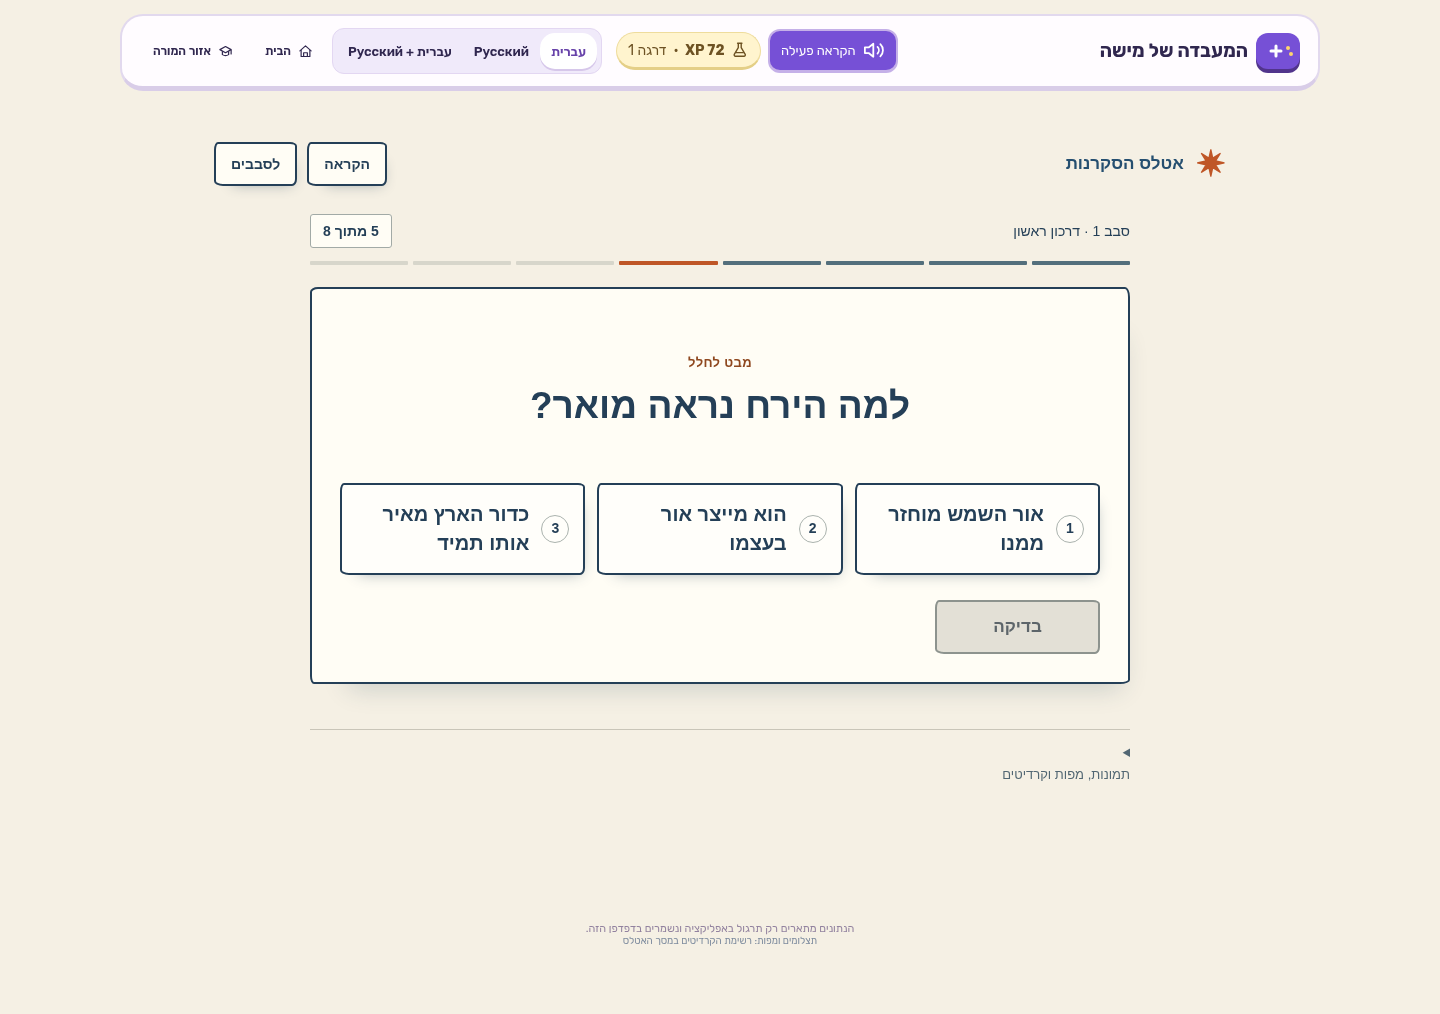 המעבדה של מישה
הקראה פעילה
72 XP • דרגה 1
עברית
Русский
עברית + Русский
הבית
אזור המורה
אטלס הסקרנות
הקראה
לסבבים
סבב 1 · דרכון ראשון
5 מתוך 8
מבט לחלל
למה הירח נראה מואר?
1
אור השמש מוחזר
ממנו
2
הוא מייצר אור
בעצמו
3
כדור הארץ מאיר
אותו תמיד
בדיקה
תמונות, מפות וקרדיטים
הנתונים מתארים רק תרגול באפליקציה ונשמרים בדפדפן הזה.
תצלומים ומפות: רשימת הקרדיטים במסך האטלס